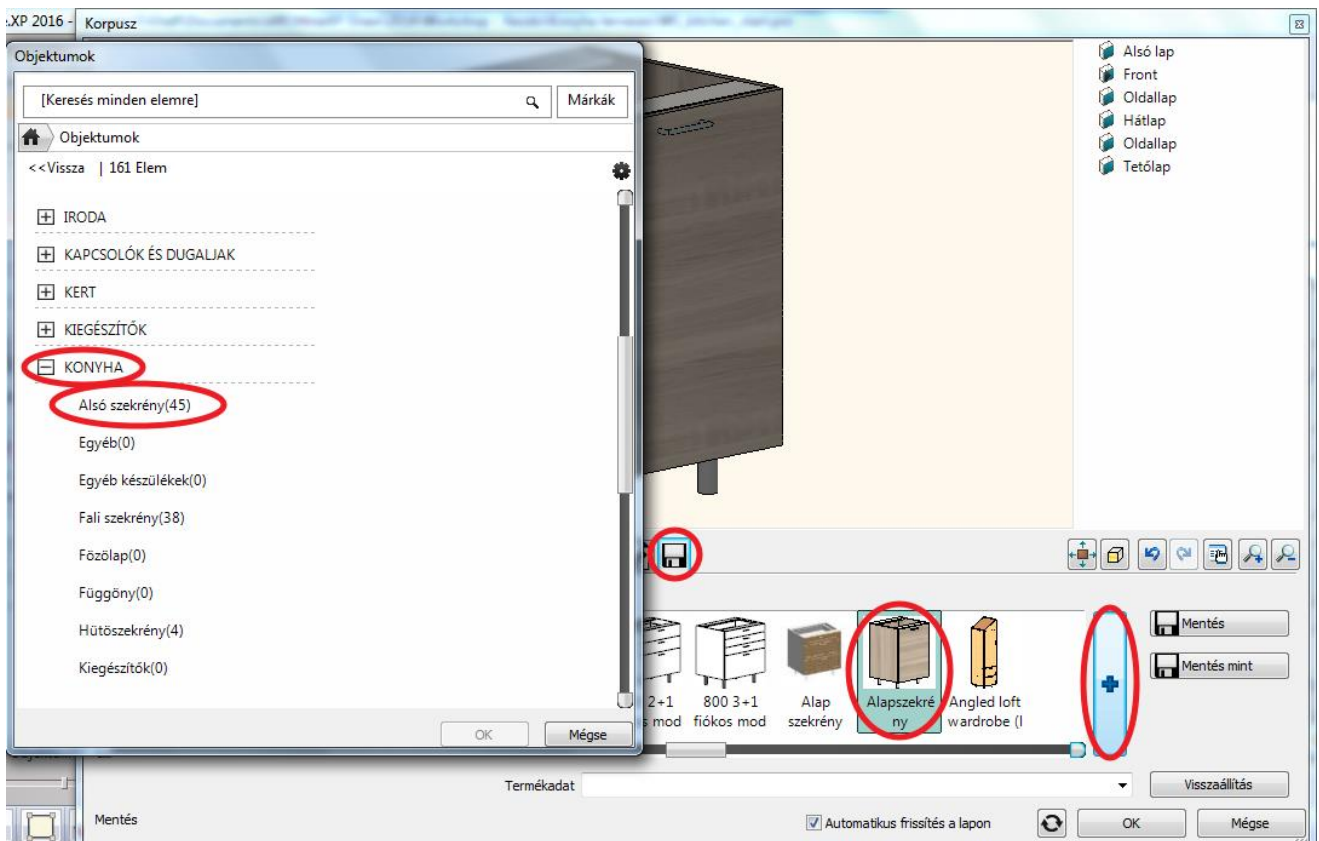 .XP 2016 -
Korpusz
Objektumok
[Keresés minden elemre]
Márkák
Objektumok
<<Vissza | 161 Elem
IRODA
KAPCSOLÓK ÉS DUGALJAK
KERT
KIEGÉSZÍTŐK
KONYHA
Alsó szekrény(45)
Egyéb(0)
Egyéb készülékek(0)
Fali szekrény(38)
Fözölap(0)
Függöny(0)
Hütöszekrény(4)
Kiegészítők(0)
OK
Mégse
Alsó lap
Front
Oldallap
Hátlap
Oldallap
Tetőlap
2+1
mod
800 3+1
fiókos mod
Alap
szekrény
Alapszekré
ny
Angled loft
wardrobe (l
Mentés
Mentés mint
Termékadat
Visszaállítás
Mentés
Automatikus frissítés a lapon
OK
Mégse